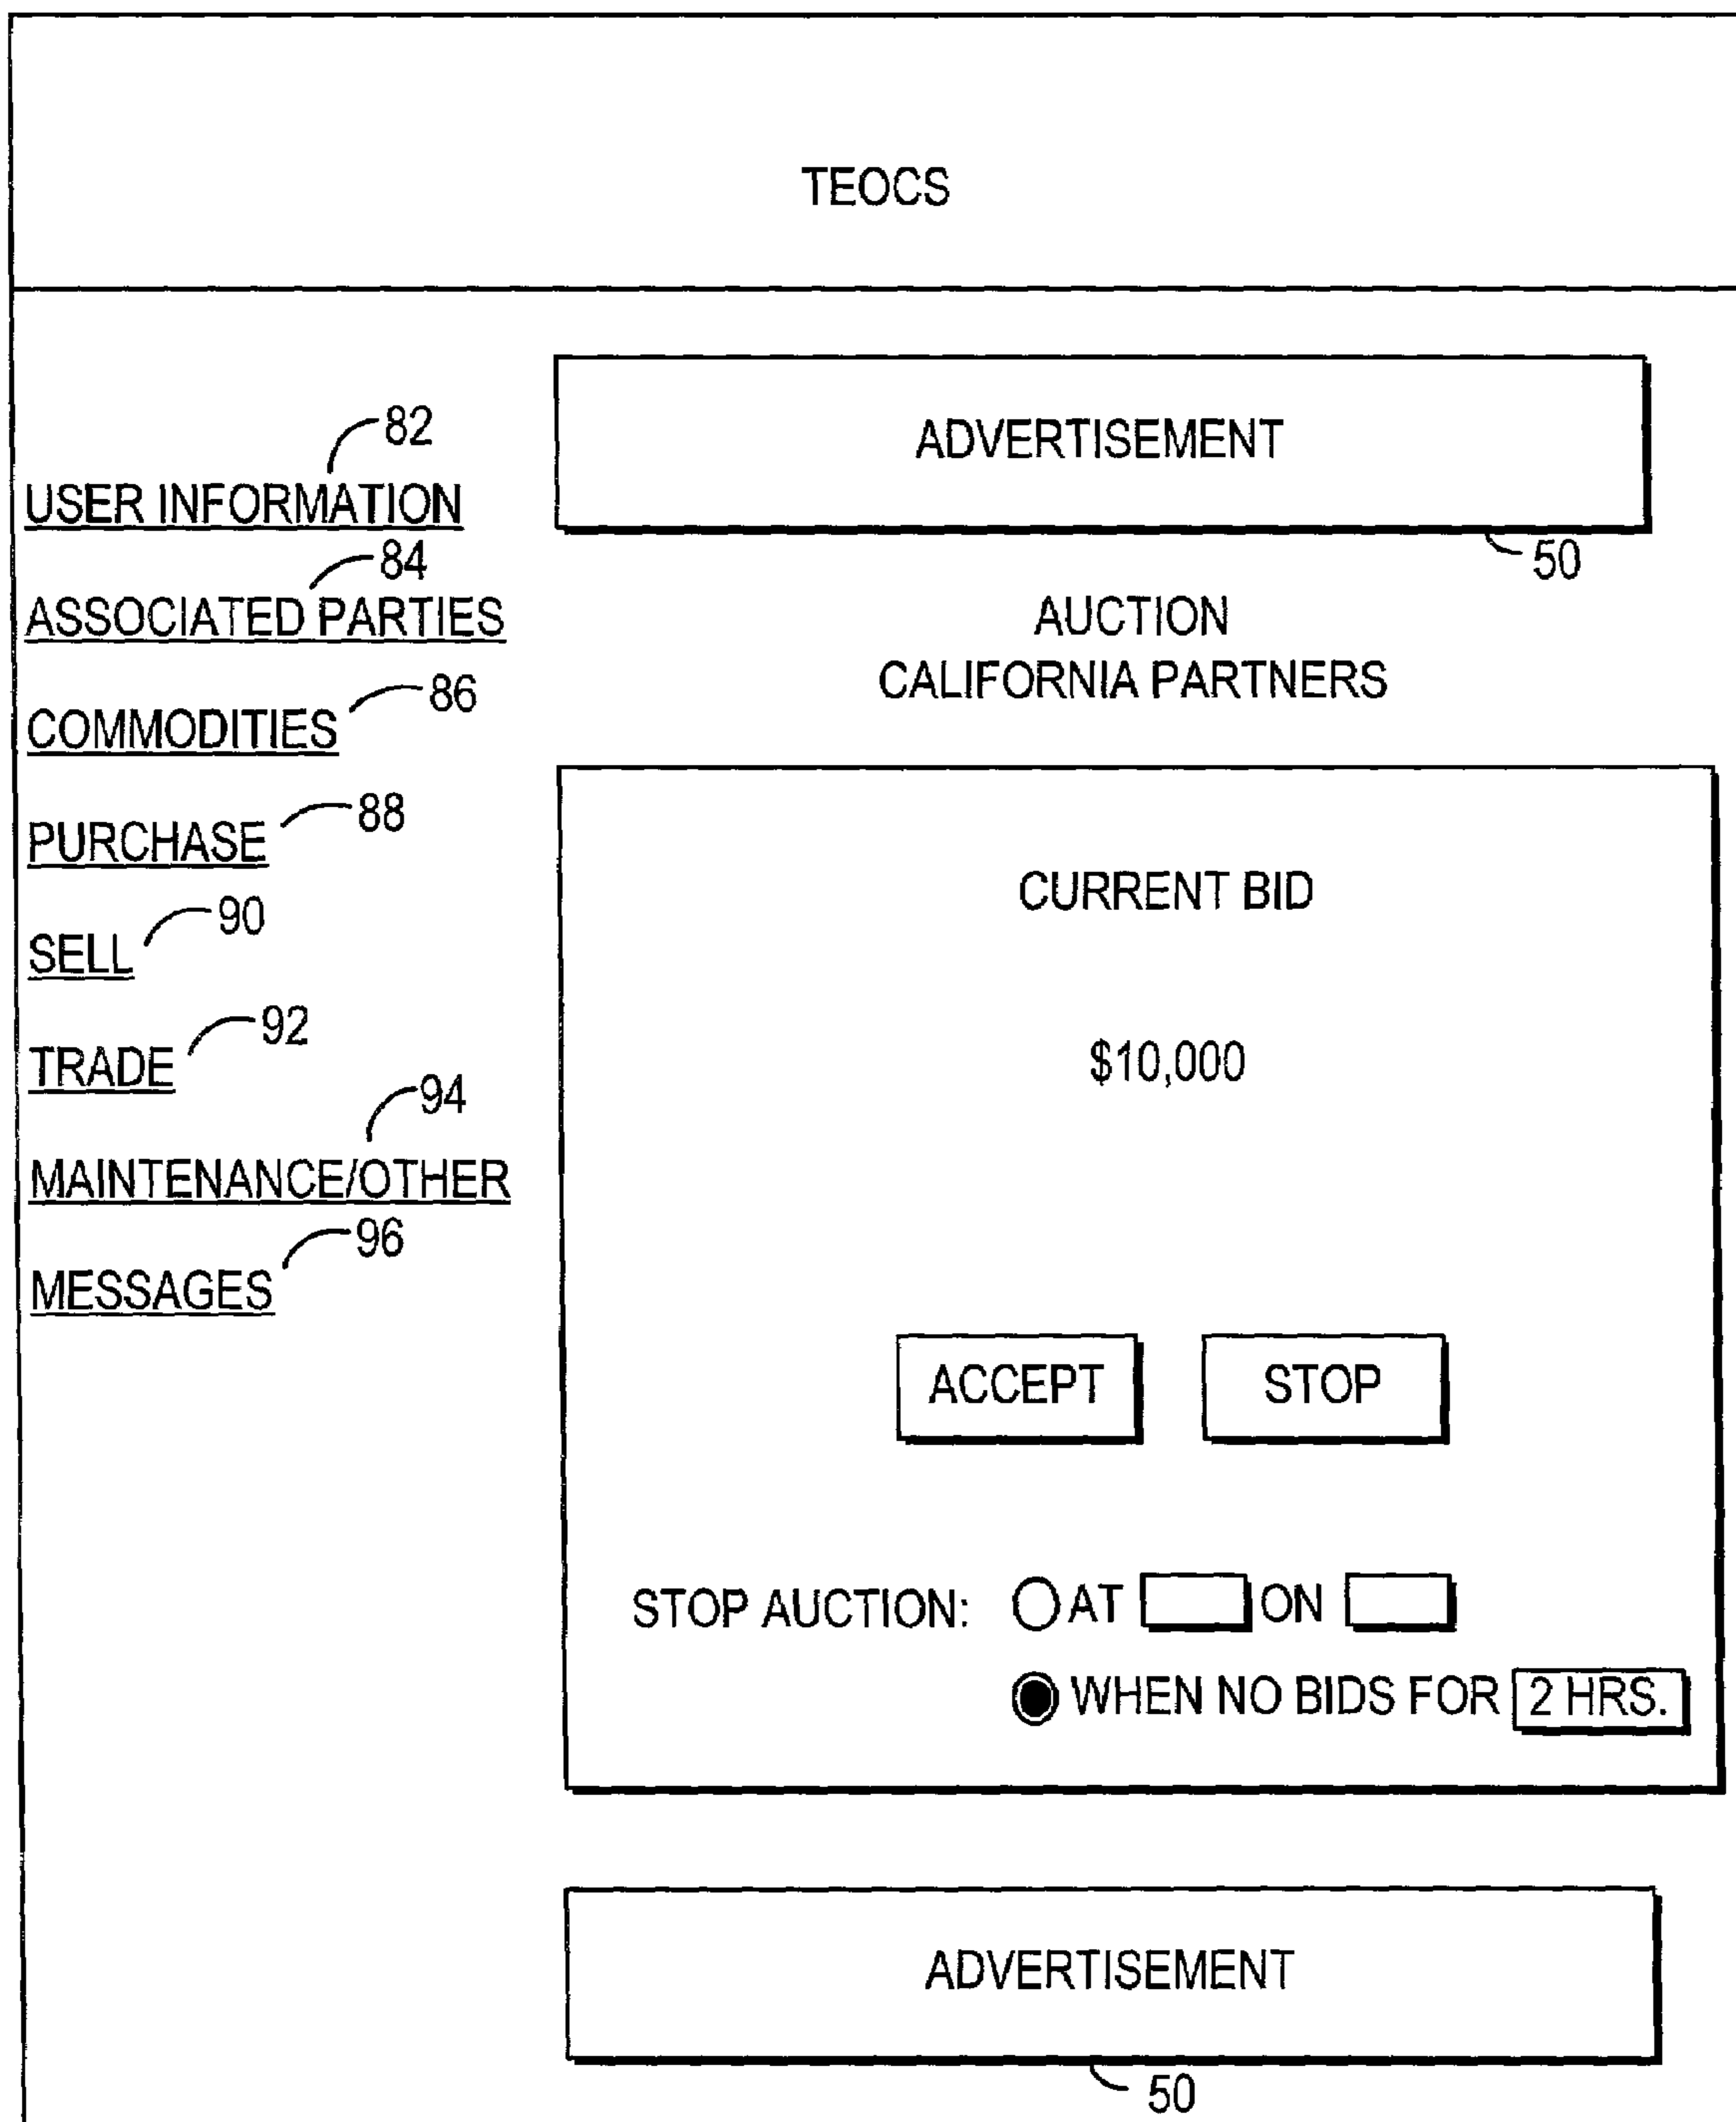 TEOCS
82
USER INFORMATION
84
ASSOCIATED PARTIES
86
COMMODITIES
88
PURCHASE
90
SELL
92
TRADE
94
MAINTENANCE/OTHER
96
MESSAGES
ADVERTISEMENT
50
AUCTION
CALIFORNIA PARTNERS
CURRENT BID
$10,000
ACCEPT STOP
STOP AUCTION: AT ON
WHEN NO BIDS FOR 2 HRS.
ADVERTISEMENT
50